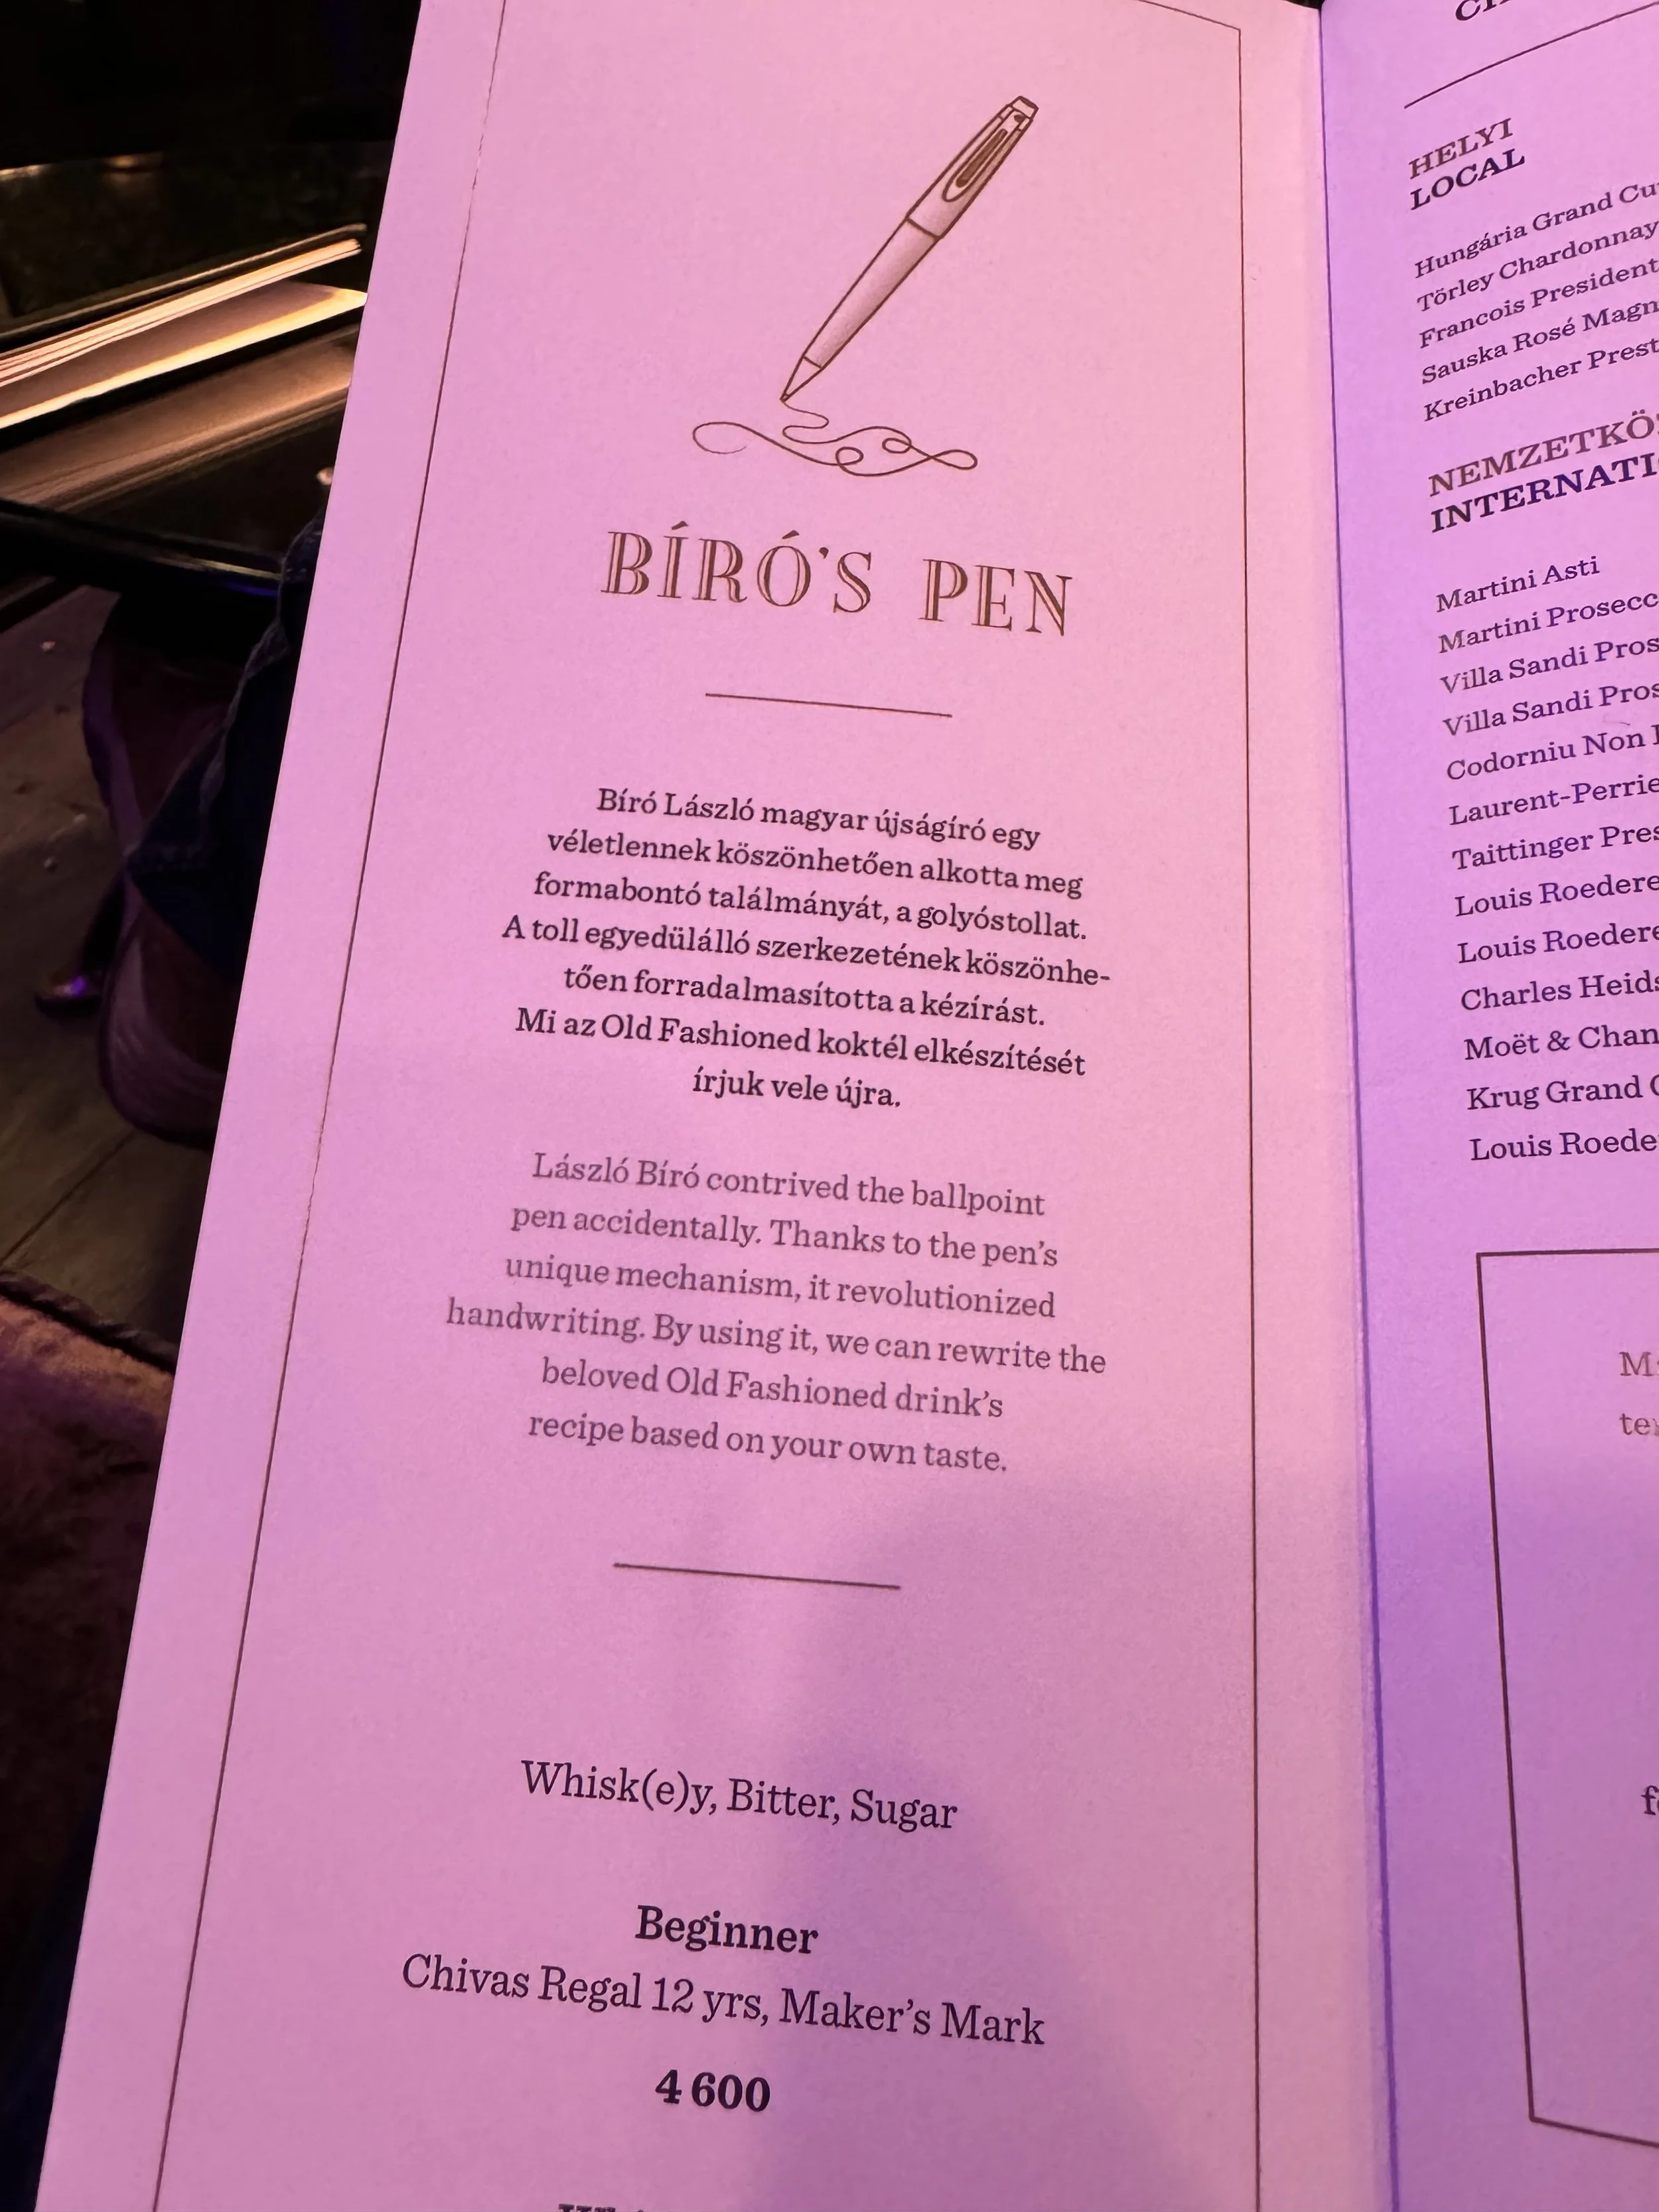 BÍRÓ'S PEN
Bíró László magyar újságíró egy
véletlennek köszönhetően alkotta meg
formabontó találmányát, a golyóstollat.
A toll egyedülálló szerkezetének köszönhe-
tően forradalmasította a kézírást.
Mi az Old Fashioned koktél elkészítését
írjuk vele újra.
László Bíró contrived the ballpoint
pen accidentally. Thanks to the pen's
unique mechanism, it revolutionized
handwriting. By using it, we can rewrite the
beloved Old Fashioned drink's
recipe based on your own taste.
Whisk(e)y, Bitter, Sugar
Beginner
Chivas Regal 12 yrs, Maker's Mark
4 600
HELYI
LOCAL
Hungária Grand
Törley Chardonnay
Francois President
Sauska Rosé
Kreinbacher
Martini Asti
Martini
Villa Sandi
Villa Sandi
Codorniu Non
Laurent-
Taittinger
Louis
Louis
Charles
Moët &
Krug Grand
Louis